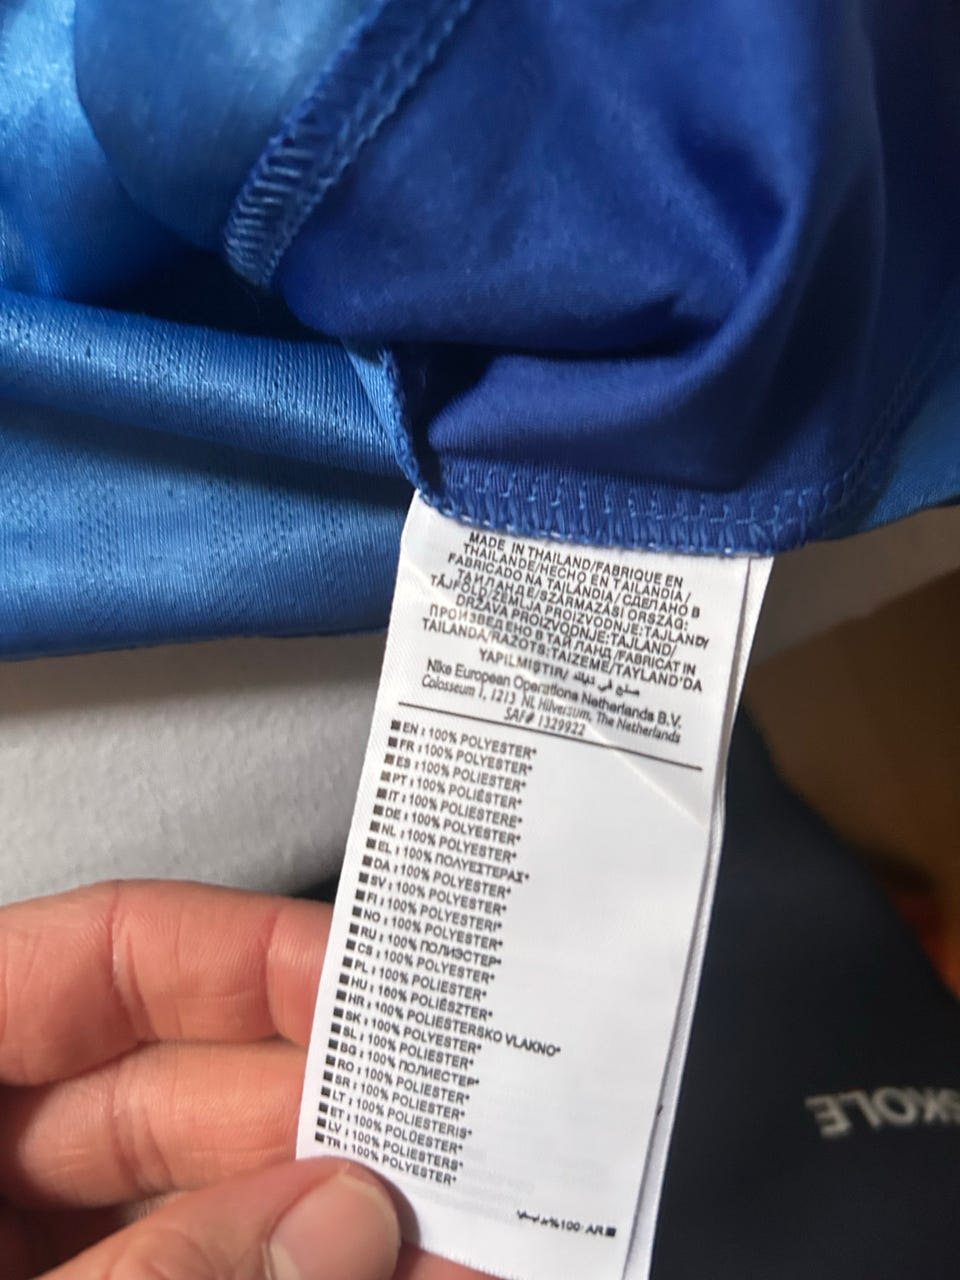 MADE IN THAILAND/FABRIQUE EN
THAILANDE/HECHO EN TAILANDIA/
FABRICADO NA TAILÂNDIA/ СДЕЛАНО В
ТАИЛАНДЕ/SZÁRMAZÁSI ORSZÁG:
TÁJFÖLD/ZEMLJA PROIZVODNJE:TAJLAND/
DRŽAVA PROIZVODNJE:TAJLAND/
ПРОИЗВЕДЕНО В ТАЙЛАНД/FABRICAT IN
TAILANDA/RAŽOTS:TAIZEME/TAYLAND'DA
YAPILMIŞTIR/ صنع في تايلاند
Nike European Operations Netherlands B.V.
Colosseum 1, 1213 NL Hilversum, The Netherlands
SAF# 1329922
EN : 100% POLYESTER*
FR : 100% POLYESTER*
ES : 100% POLIÉSTER*
PT : 100% POLIÉSTER*
IT : 100% POLIESTERE*
DE : 100% POLYESTER*
NL : 100% POLYESTER*
EL : 100% ΠΟΛΥΕΣΤΕΡΑΣ*
DA : 100% POLYESTER*
SV : 100% POLYESTER*
FI : 100% POLYESTERI*
NO : 100% POLYESTER*
RU : 100% ПОЛИЭСТЕР*
CS : 100% POLYESTER*
PL : 100% POLIESTER*
HU : 100% POLIÉSZTER*
HR : 100% POLIESTERSKO VLAKNO*
SK : 100% POLYESTER*
SL : 100% POLIESTER*
BG : 100% ПОЛИЕСТЕР*
RO : 100% POLIESTER*
SR : 100% POLIESTER*
LT : 100% POLIESTERIS*
ET : 100% POLÜESTER*
LV : 100% POLIESTERS*
TR : 100% POLYESTER*
%100 :AR
SKOLE